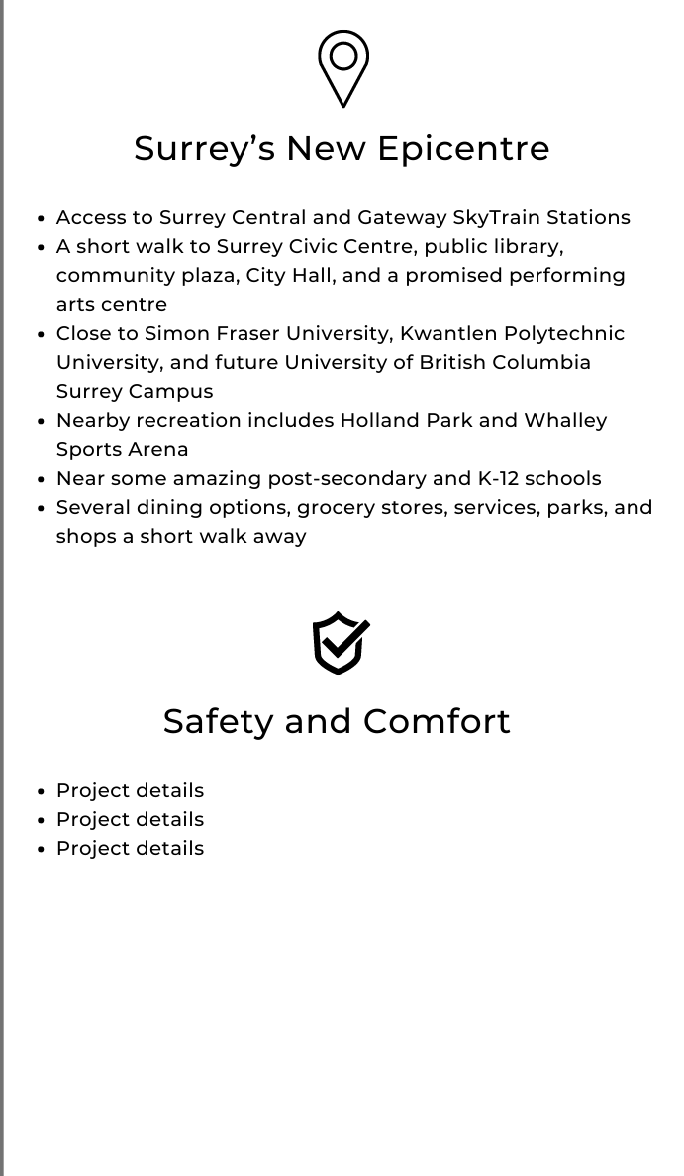 Surrey’s New Epicentre
• Access to Surrey Central and Gateway SkyTrain Stations
• A short walk to Surrey Civic Centre, public library,
community plaza, City Hall, and a promised performing
arts centre
• Close to Simon Fraser University, Kwantlen Polytechnic
University, and future University of British Columbia
Surrey Campus
• Nearby recreation includes Holland Park and Whalley
Sports Arena
• Near some amazing post-secondary and K-12 schools
• Several dining options, grocery stores, services, parks, and
shops a short walk away
Safety and Comfort
• Project details
• Project details
• Project details